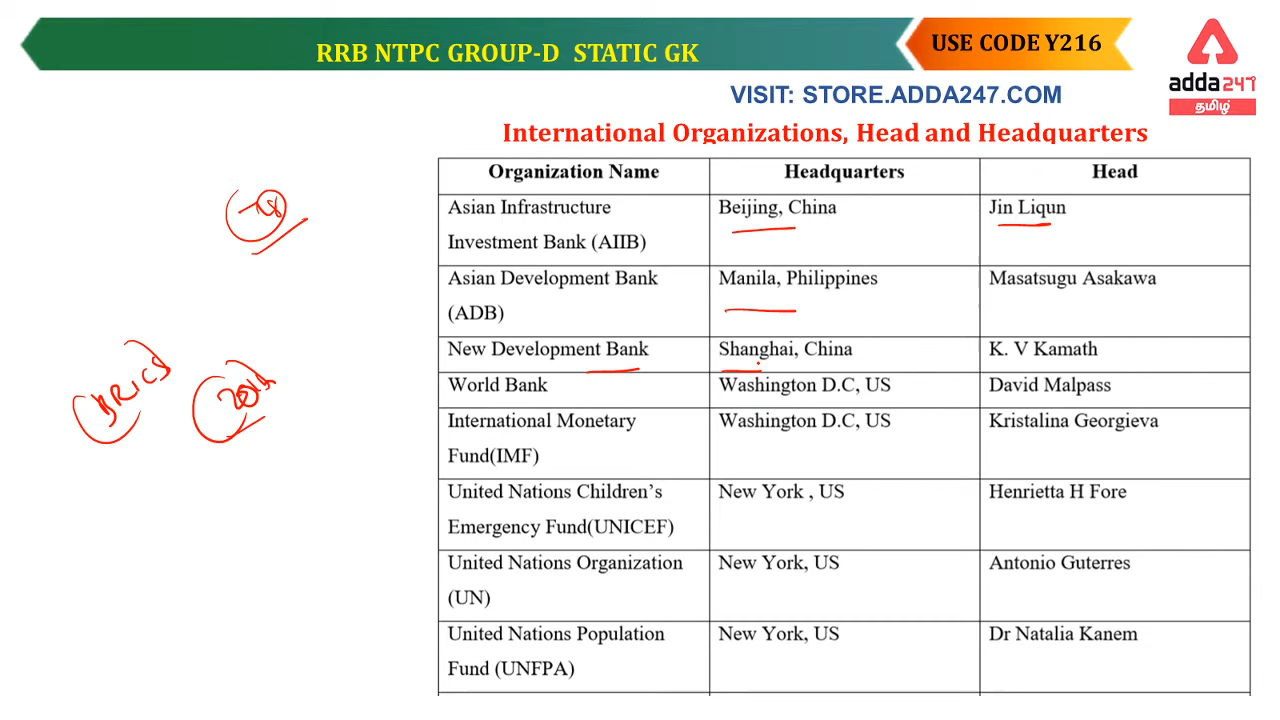 RRB NTPC GROUP-D STATIC GK
USE CODE Y216
adda247
தமிழ்
VISIT: STORE.ADDA247.COM
International Organizations, Head and Headquarters
Organization Name Headquarters Head
Asian Infrastructure Beijing, China Jin Liqun
Investment Bank (AIIB)
Asian Development Bank Manila, Philippines Masatsugu Asakawa
(ADB)
New Development Bank Shanghai, China K. V Kamath
World Bank Washington D.C, US David Malpass
International Monetary Washington D.C, US Kristalina Georgieva
Fund(IMF)
United Nations Children’s New York , US Henrietta H Fore
Emergency Fund(UNICEF)
United Nations Organization New York, US Antonio Guterres
(UN)
United Nations Population New York, US Dr Natalia Kanem
Fund (UNFPA)
BRICS